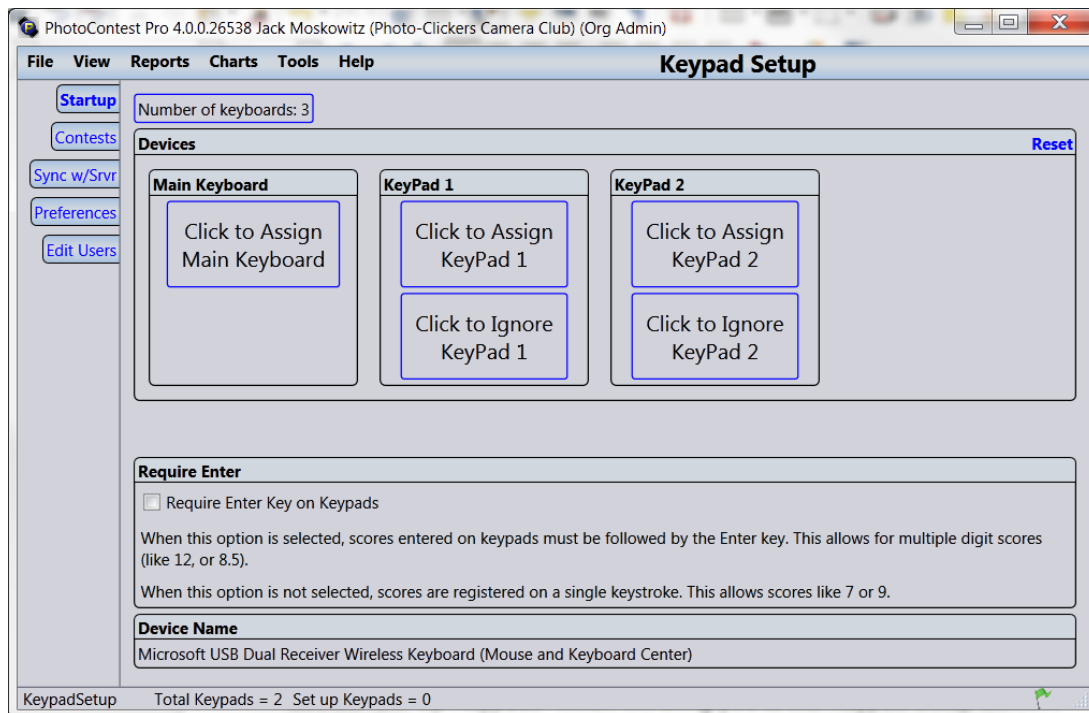 PhotoContest Pro 4.0.0.26538 Jack Moskowitz (Photo-Clickers Camera Club) (Org Admin)
File View Reports Charts Tools Help
Keypad Setup
Startup
Contests
Sync w/Srvr
Preferences
Edit Users
Number of keyboards: 3
Devices
Reset
Main Keyboard
Click to Assign
Main Keyboard
KeyPad 1
Click to Assign
KeyPad 1
Click to Ignore
KeyPad 1
KeyPad 2
Click to Assign
KeyPad 2
Click to Ignore
KeyPad 2
Require Enter
Require Enter Key on Keypads
When this option is selected, scores entered on keypads must be followed by the Enter key. This allows for multiple digit scores
(like 12, or 8.5).
When this option is not selected, scores are registered on a single keystroke. This allows scores like 7 or 9.
Device Name
Microsoft USB Dual Receiver Wireless Keyboard (Mouse and Keyboard Center)
KeypadSetup Total Keypads = 2 Set up Keypads = 0